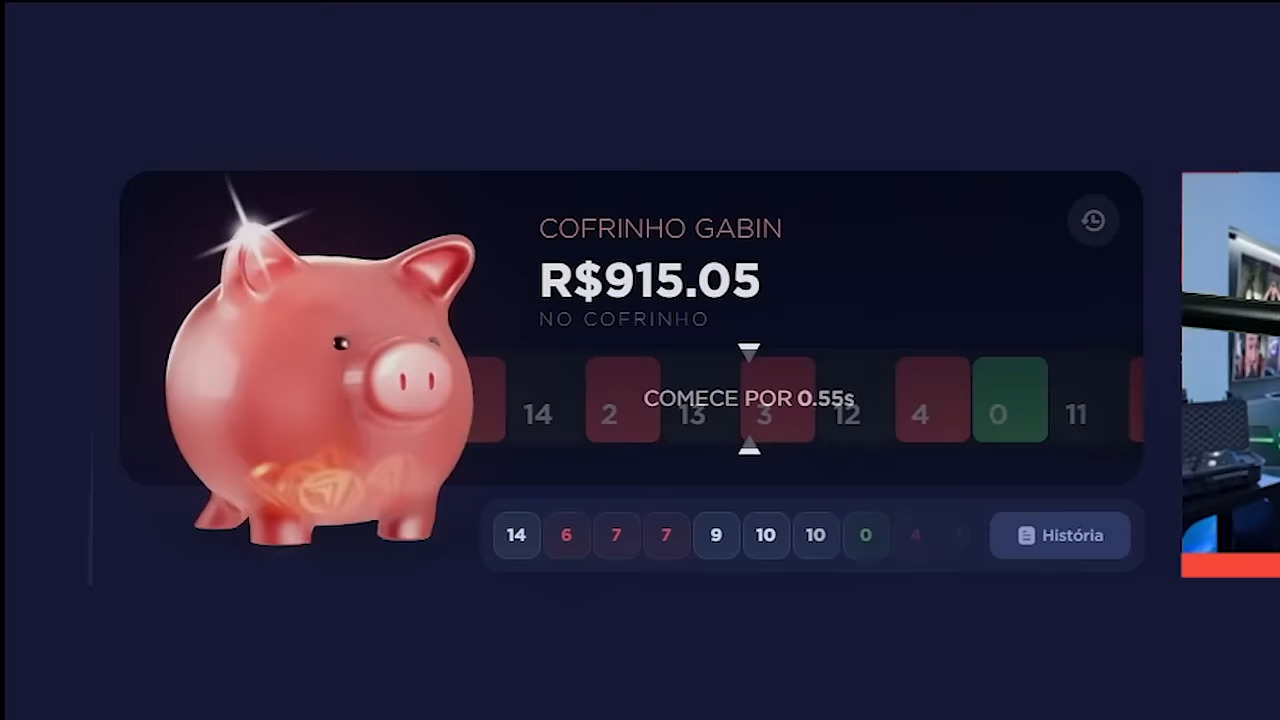 COFRINHO GABIN
R$915.05
NO COFRINHO
COMECE POR 0.55s
14 2 13 3 12 4 0 11
14 6 7 7 9 10 10 0 4
História